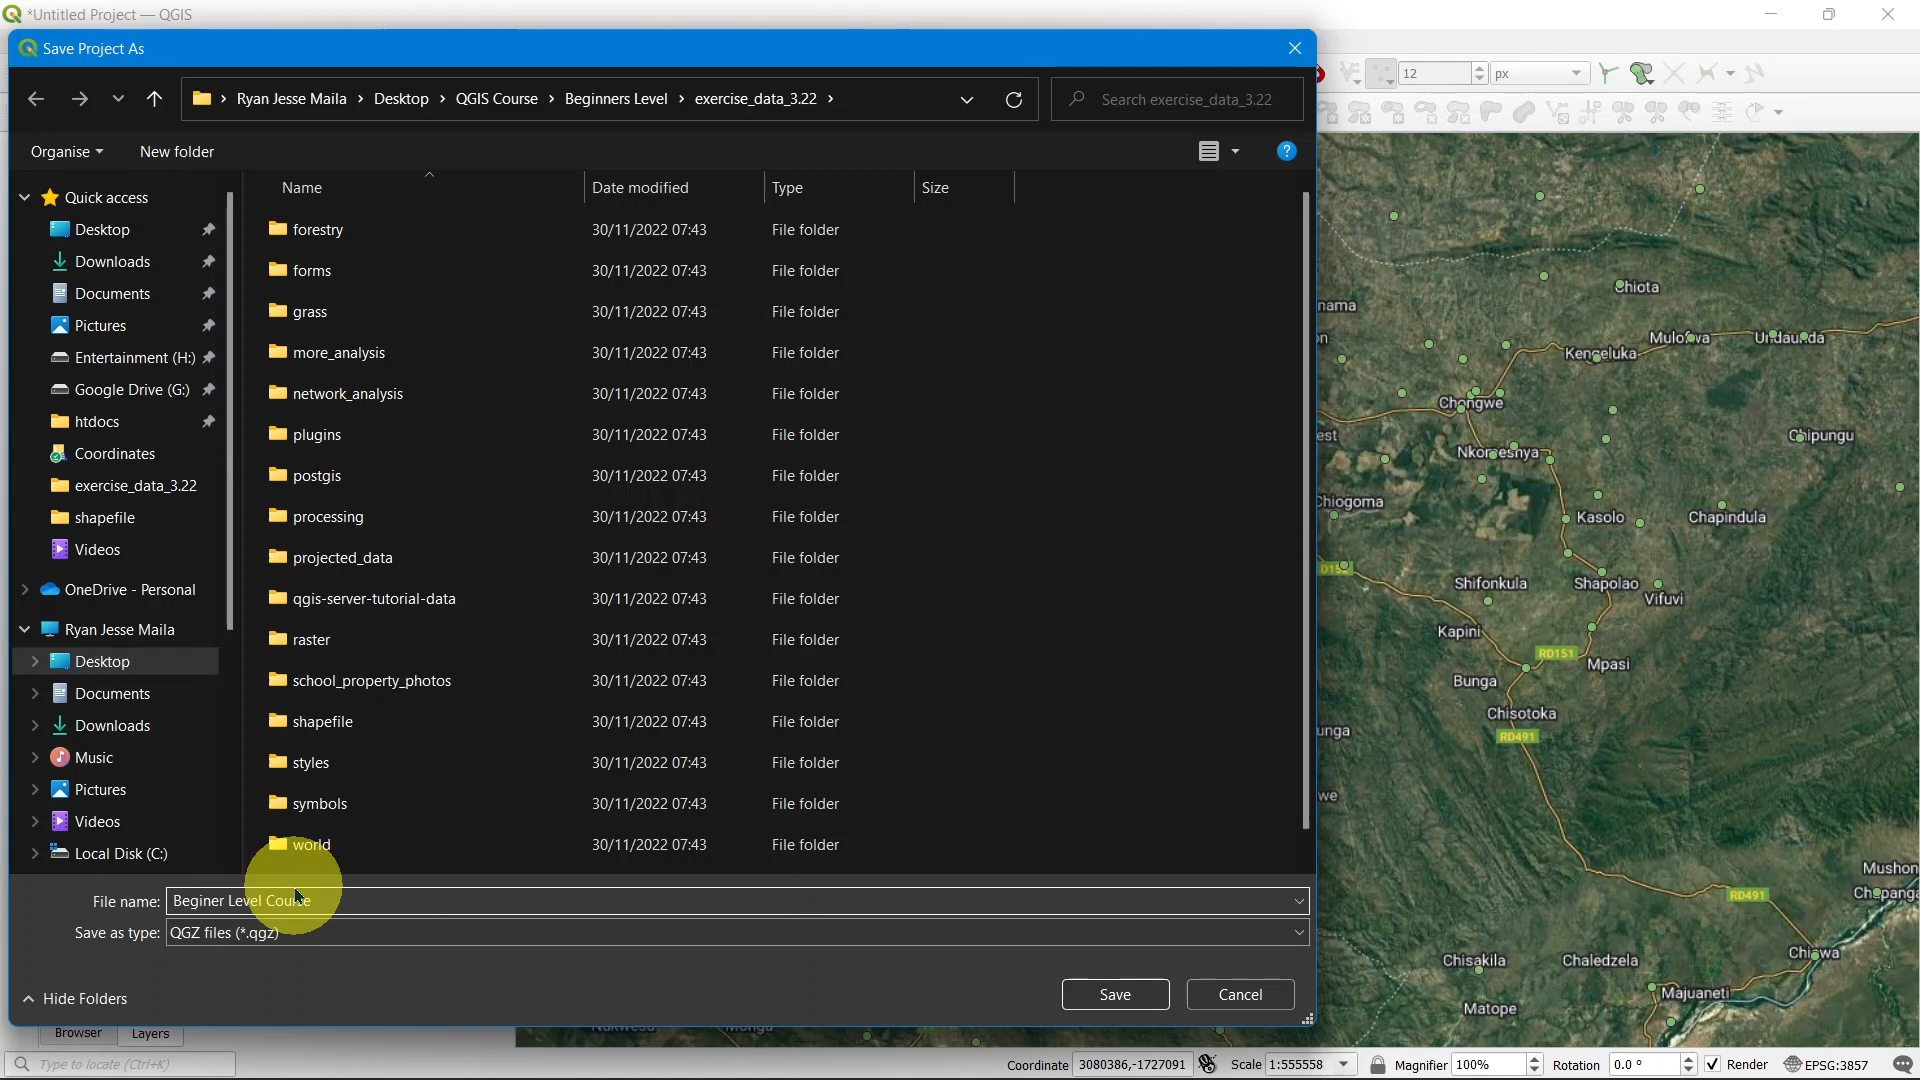 *Untitled Project — QGIS
Save Project As
Ryan Jesse Maila > Desktop > QGIS Course > Beginners Level > exercise_data_3.22 >
Search exercise_data_3.22
12
px
Organise
New folder
?
Name
Date modified
Type
Size
Quick access
Desktop
Downloads
Documents
Pictures
Entertainment (H:)
Google Drive (G:)
htdocs
Coordinates
exercise_data_3.22
shapefile
Videos
OneDrive - Personal
Ryan Jesse Maila
Desktop
Documents
Downloads
Music
Pictures
Videos
Local Disk (C:)
forestry 30/11/2022 07:43 File folder
forms 30/11/2022 07:43 File folder
grass 30/11/2022 07:43 File folder
more_analysis 30/11/2022 07:43 File folder
network_analysis 30/11/2022 07:43 File folder
plugins 30/11/2022 07:43 File folder
postgis 30/11/2022 07:43 File folder
processing 30/11/2022 07:43 File folder
projected_data 30/11/2022 07:43 File folder
qgis-server-tutorial-data 30/11/2022 07:43 File folder
raster 30/11/2022 07:43 File folder
school_property_photos 30/11/2022 07:43 File folder
shapefile 30/11/2022 07:43 File folder
styles 30/11/2022 07:43 File folder
symbols 30/11/2022 07:43 File folder
world 30/11/2022 07:43 File folder
File name: Beginer Level Course
Save as type: QGZ files (*.qgz)
Hide Folders
Save
Cancel
Chiota
nama
Kengeluka
Undaunda
Chongwe
est
Chipungu
Nkomesnya
Chiogoma
Kasolo
Chapindula
D152
Shifonkula
Shapolao
Vifuvi
Kapini
RD151
Mpasi
Bunga
Chisotoka
unga
RD491
we
Mushon
RD491
Chapanga
Chiawa
Chisakila
Chaledzela
Majuaneti
Matope
Browser
Layers
Type to locate (Ctrl+K)
Coordinate 3080386,-1727091
Scale 1:555558
Magnifier 100%
Rotation 0.0 °
Render
EPSG:3857